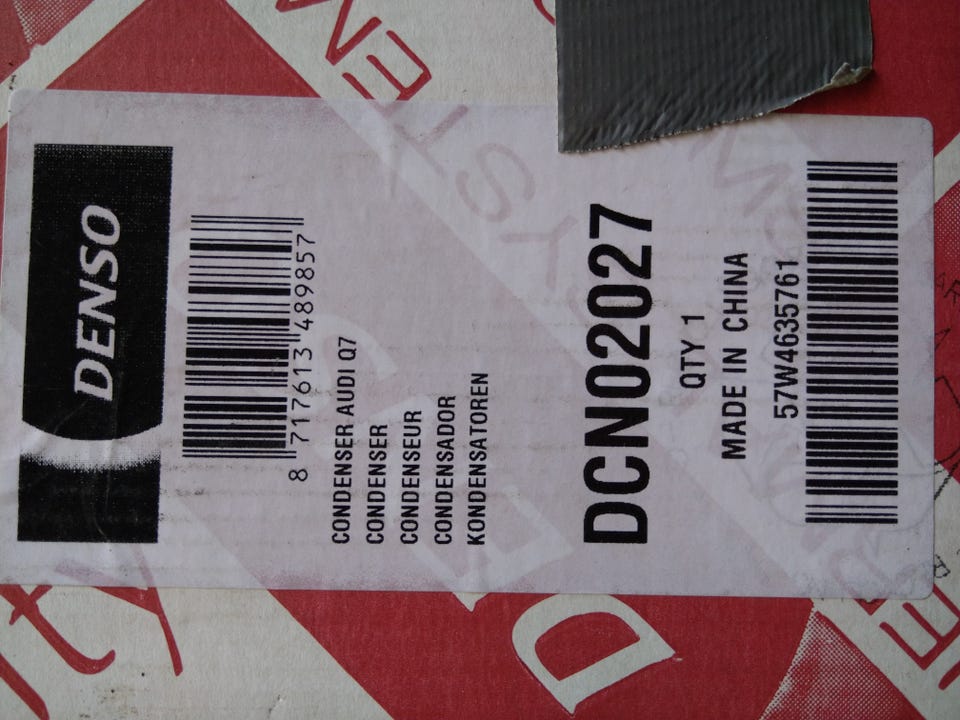 DENSO
8 717613 489857
CONDENSER AUDI Q7
CONDENSER
CONDENSEUR
CONDENSADOR
KONDENSATOREN
DCN02027
QTY 1
MADE IN CHINA
57W4635761